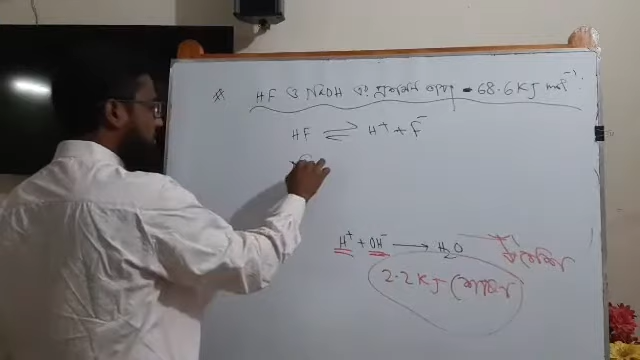 HF ও NaOH এর প্রশমন তাপ - 68.6 KJ mol⁻¹
HF ⇌ H⁺ + F⁻
H⁺ + OH⁻ ⟶ H₂O
2.2 KJ